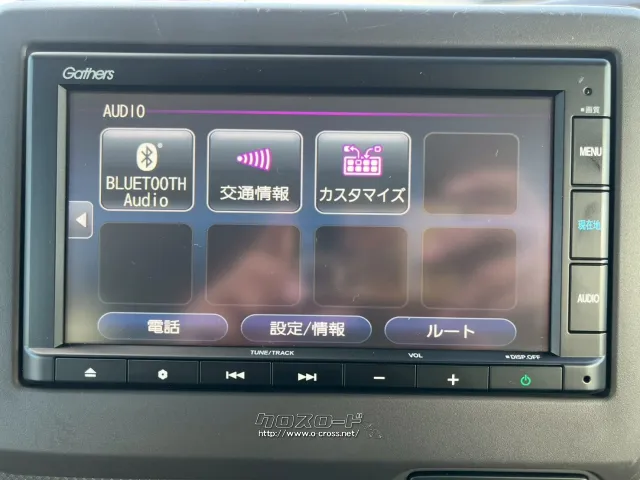 Gathers
AUDIO
BLUETOOTH
Audio
交通情報
カスタマイズ
電話
設定/情報
ルート
画質
MENU
現在地
AUDIO
TUNE/TRACK
VOL
DISP.OFF
クロスロード
http://www.o-cross.net/